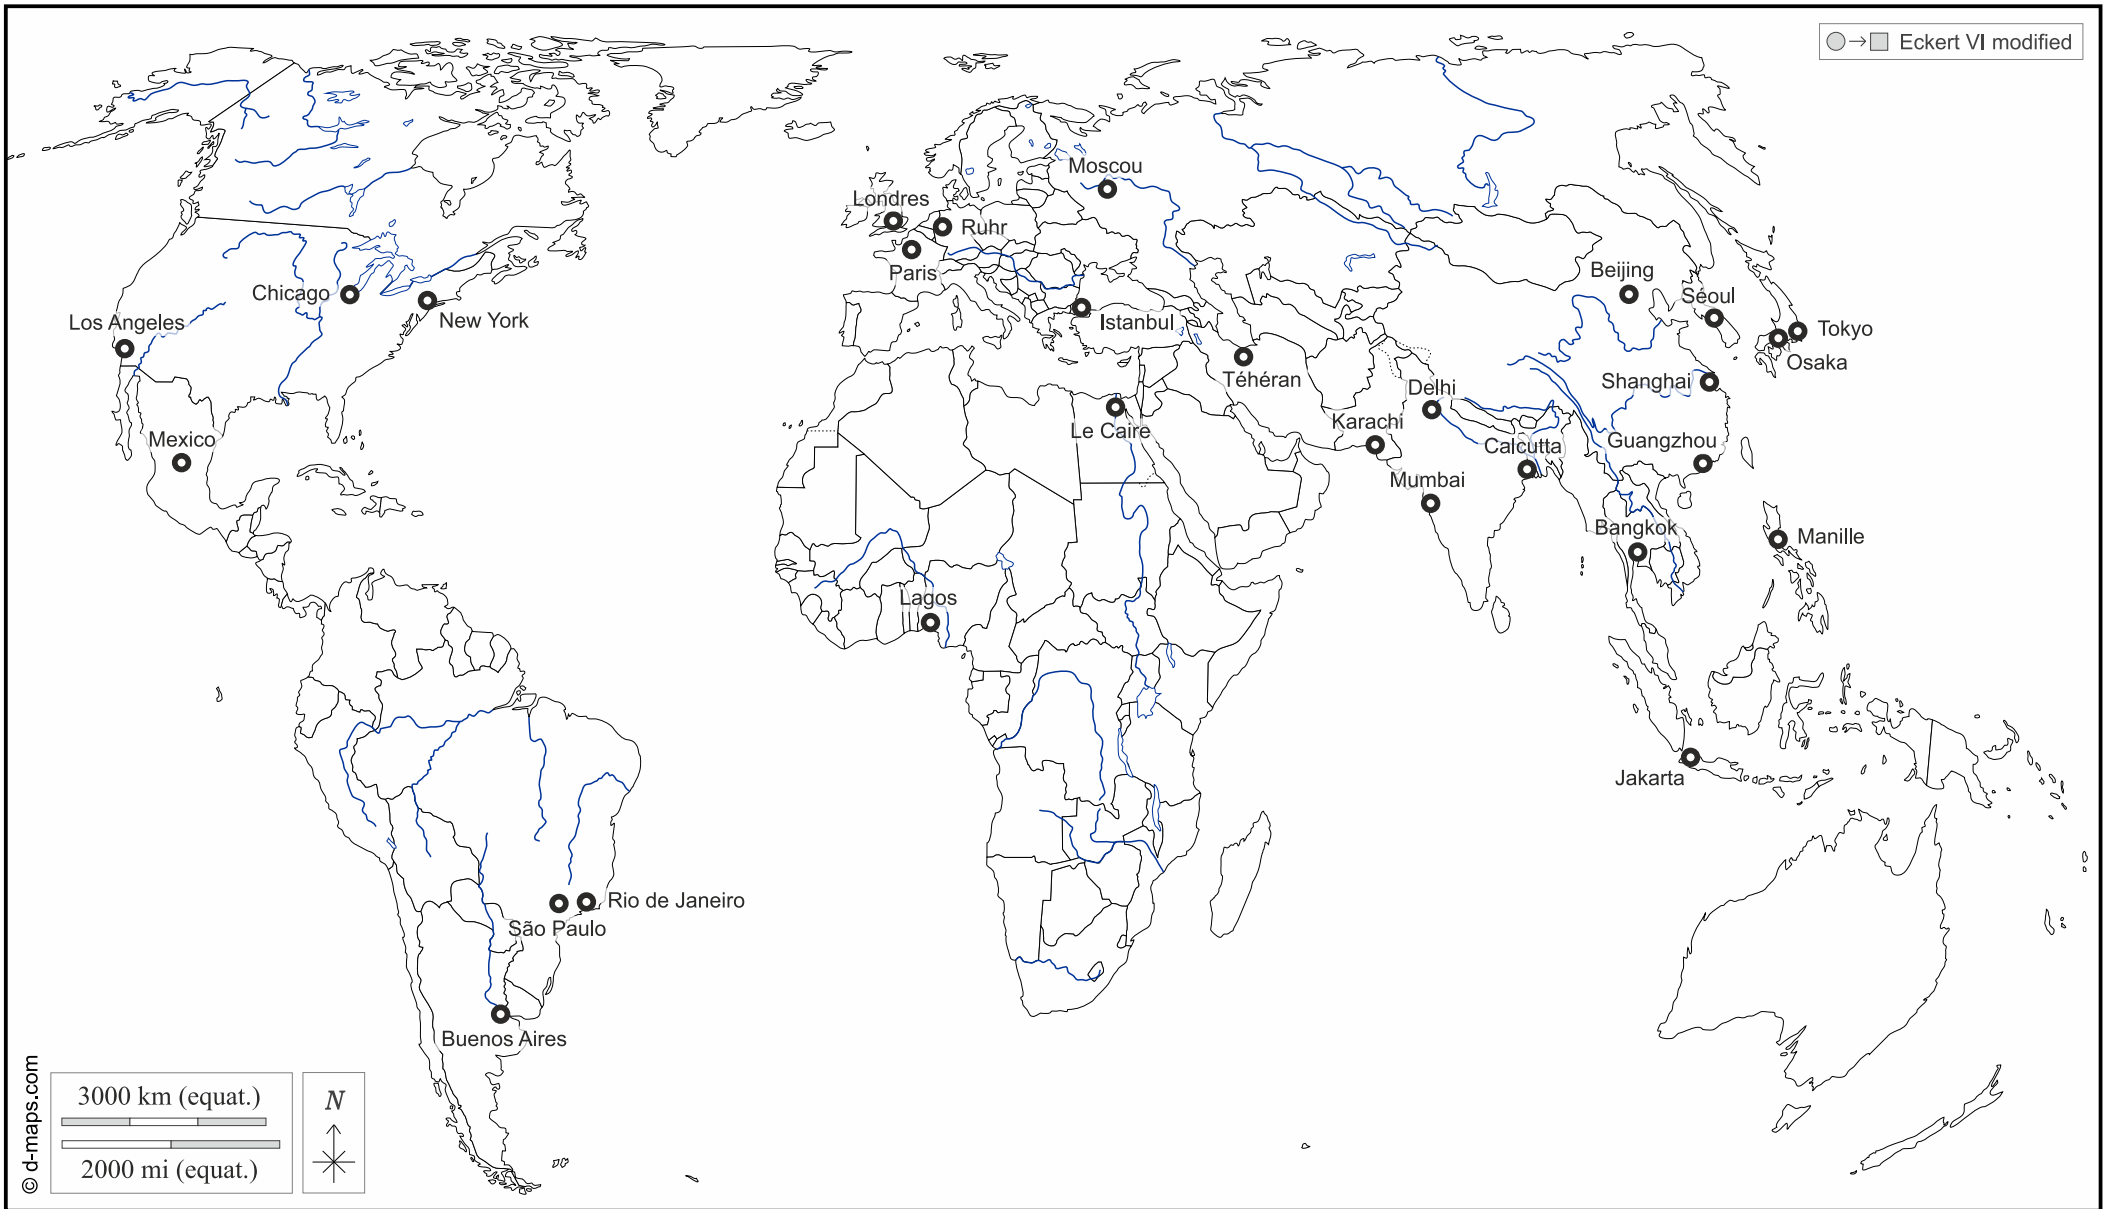 Eckert VI modified
Moscou
Londres
Ruhr
Paris
Beijing
Séoul
Chicago
New York
Los Angeles
Istanbul
Tokyo
Osaka
Téhéran
Shanghai
Delhi
Mexico
Le Caire
Karachi
Calcutta
Guangzhou
Mumbai
Bangkok
Manille
Lagos
Jakarta
Rio de Janeiro
São Paulo
Buenos Aires
© d-maps.com
3000 km (equat.)
2000 mi (equat.)
N